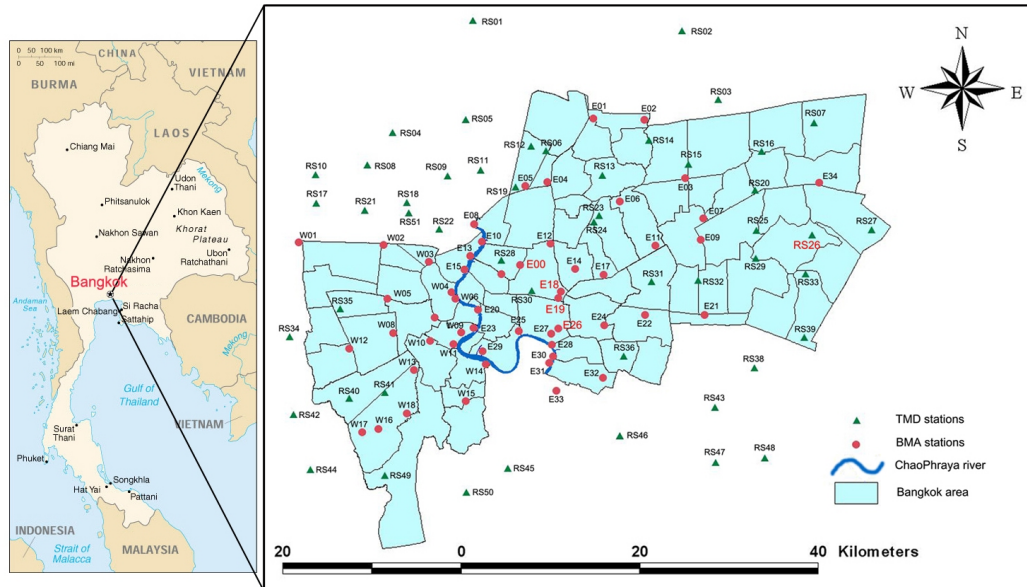 CHINA
0 50 100 km
0 50 100 mi
VIETNAM
BURMA
LAOS
Chiang Mai
Udon
Thani
Mekong
Phitsanulok
Khon Kaen
Nakhon Sawan
Khorat
Plateau
Ubon
Ratchathani
Nakhon
Ratchasima
Bangkok
Si Racha
Laem Chabang
Sattahip
Andaman
Sea
CAMBODIA
Mekong
Gulf of
Thailand
VIETNAM
Surat
Thani
Phuket
Songkhla
Hat Yai
Pattani
INDONESIA
Strait of
Malacca
MALAYSIA
RS01
RS02
N
W
E
S
RS03
E01
E02
RS04
RS05
RS07
RS12
RS06
RS14
RS10
RS08
RS11
RS09
RS13
RS15
RS16
E05
E04
E03
E34
RS17
RS21
RS18
RS51
RS19
RS20
E06
RS22
E08
RS23
RS24
E07
RS25
RS27
W01
W02
E10
E12
E11
E09
RS26
W03
E13
RS28
E00
E15
E14
E17
RS29
RS31
RS32
RS33
W04
W05
W06
E18
RS30
E19
RS35
E20
E21
E22
E24
RS34
W08
W09
E23
E25
E26
E27
RS39
W10
W11
W12
E28
E29
E30
RS36
W13
W14
E31
E32
RS38
RS40
RS41
E33
W15
RS42
W18
RS43
W17
W16
RS46
RS44
RS49
RS45
RS47
RS48
RS50
TMD stations
BMA stations
ChaoPhraya river
Bangkok area
20
0
20
40
Kilometers